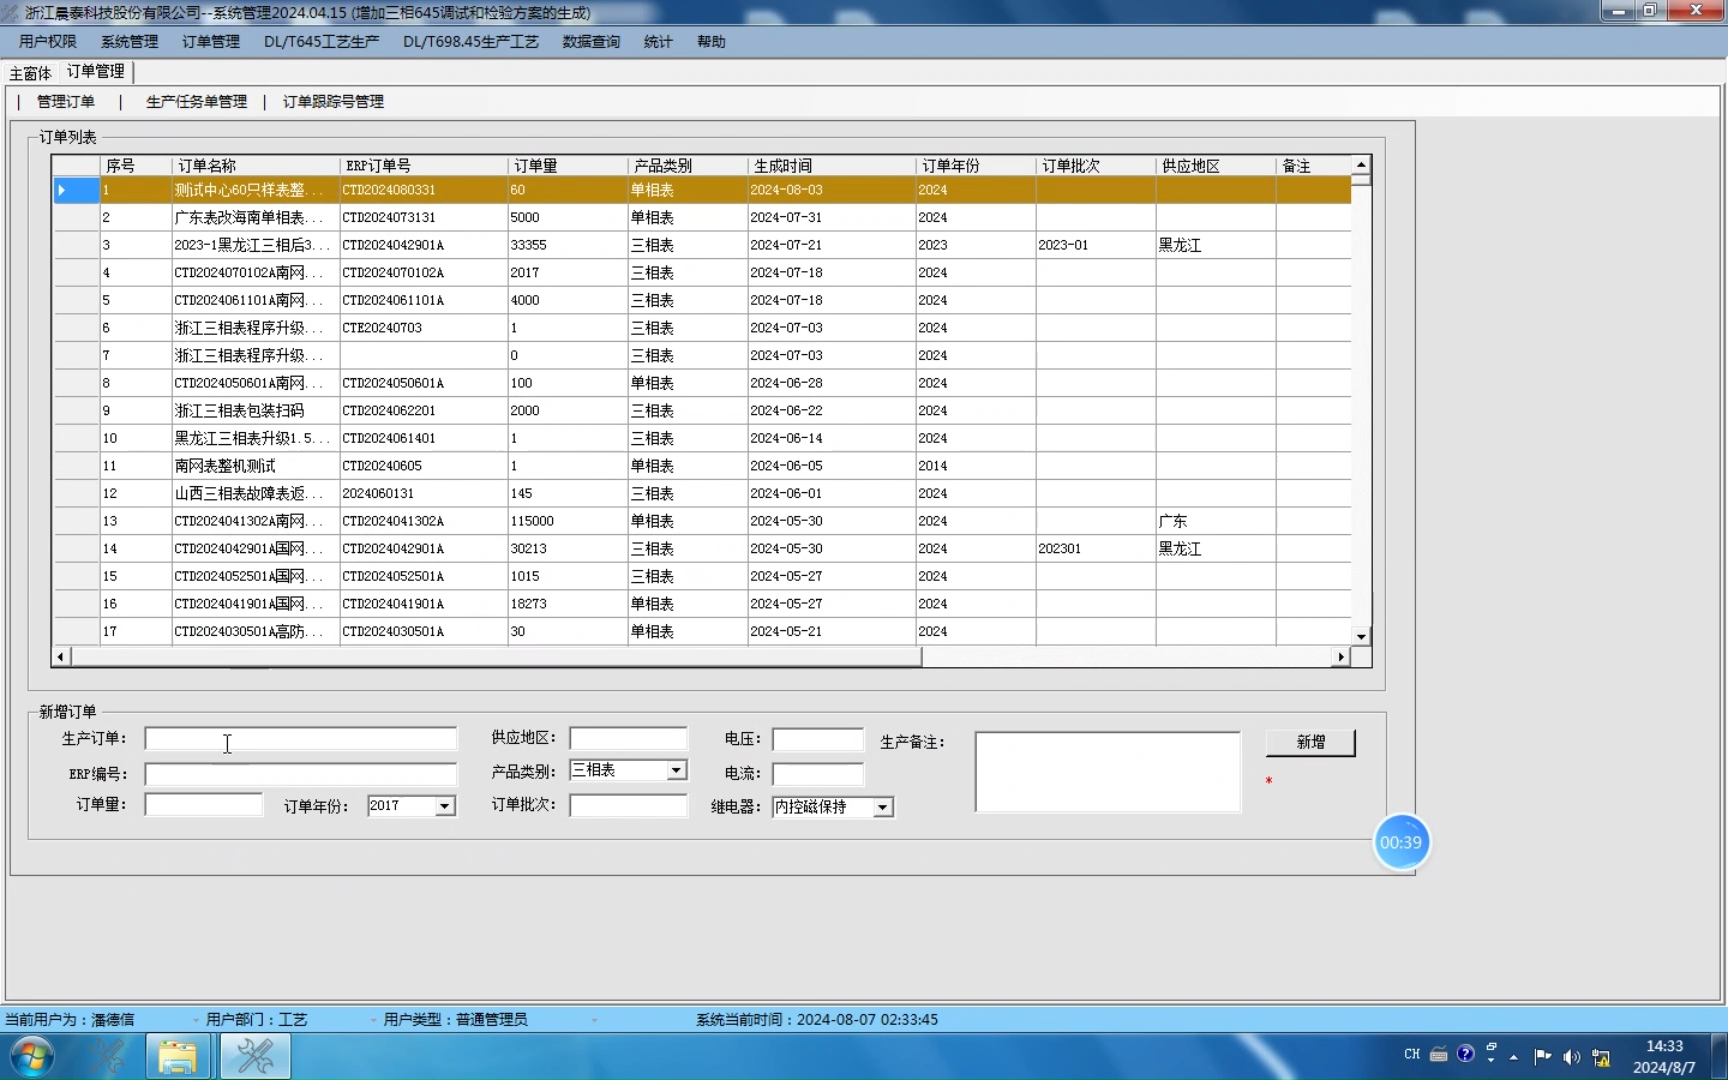 浙江晨泰科技股份有限公司--系统管理2024.04.15 (增加三相645调试和检验方案的生成)
用户权限 系统管理 订单管理 DL/T645工艺生产 DL/T698.45生产工艺 数据查询 统计 帮助
主窗体 订单管理
| 管理订单 | 生产任务单管理 | 订单跟踪号管理
订单列表
序号 订单名称 ERP订单号 订单量 产品类别 生成时间 订单年份 订单批次 供应地区 备注
1 测试中心60只样表整... CTD2024080331 60 单相表 2024-08-03 2024
2 广东表改海南单相表... CTD2024073131 5000 单相表 2024-07-31 2024
3 2023-1黑龙江三相后3... CTD2024042901A 33355 三相表 2024-07-21 2023 2023-01 黑龙江
4 CTD2024070102A南网... CTD2024070102A 2017 三相表 2024-07-18 2024
5 CTD2024061101A南网... CTD2024061101A 4000 三相表 2024-07-18 2024
6 浙江三相表程序升级... CTE20240703 1 三相表 2024-07-03 2024
7 浙江三相表程序升级... 0 三相表 2024-07-03 2024
8 CTD2024050601A南网... CTD2024050601A 100 单相表 2024-06-28 2024
9 浙江三相表包装扫码 CTD2024062201 2000 三相表 2024-06-22 2024
10 黑龙江三相表升级1.5... CTD2024061401 1 三相表 2024-06-14 2024
11 南网表整机测试 CTD20240605 1 单相表 2024-06-05 2014
12 山西三相表故障表返... 2024060131 145 三相表 2024-06-01 2024
13 CTD2024041302A南网... CTD2024041302A 115000 单相表 2024-05-30 2024 广东
14 CTD2024042901A国网... CTD2024042901A 30213 三相表 2024-05-30 2024 202301 黑龙江
15 CTD2024052501A国网... CTD2024052501A 1015 三相表 2024-05-27 2024
16 CTD2024041901A国网... CTD2024041901A 18273 单相表 2024-05-27 2024
17 CTD2024030501A高防... CTD2024030501A 30 单相表 2024-05-21 2024
新增订单
生产订单： 供应地区： 电压： 生产备注： 新增
ERP编号： 产品类别： 三相表 电流： *
订单量： 订单年份： 2017 订单批次： 继电器： 内控磁保持
00:39
当前用户为：潘德信 用户部门：工艺 用户类型：普通管理员 系统当前时间：2024-08-07 02:33:45
CH 14:33
2024/8/7